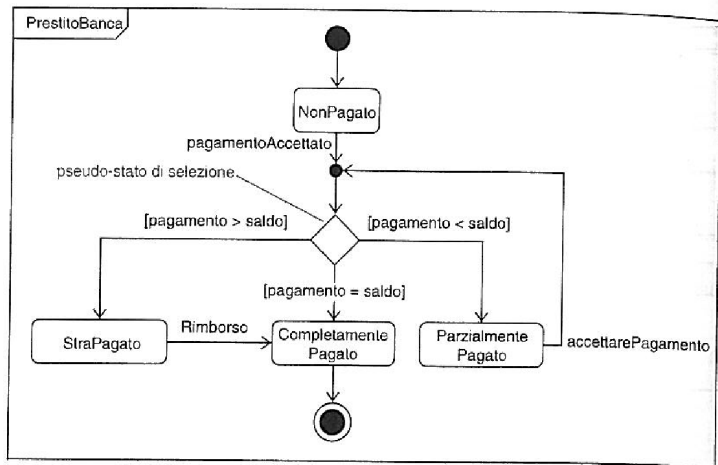 PrestitoBanca
NonPagato
pagamentoAccettato
pseudo-stato di selezione
[pagamento > saldo]
[pagamento < saldo]
[pagamento = saldo]
StraPagato
Rimborso
Completamente
Pagato
Parzialmente
Pagato
accettarePagamento